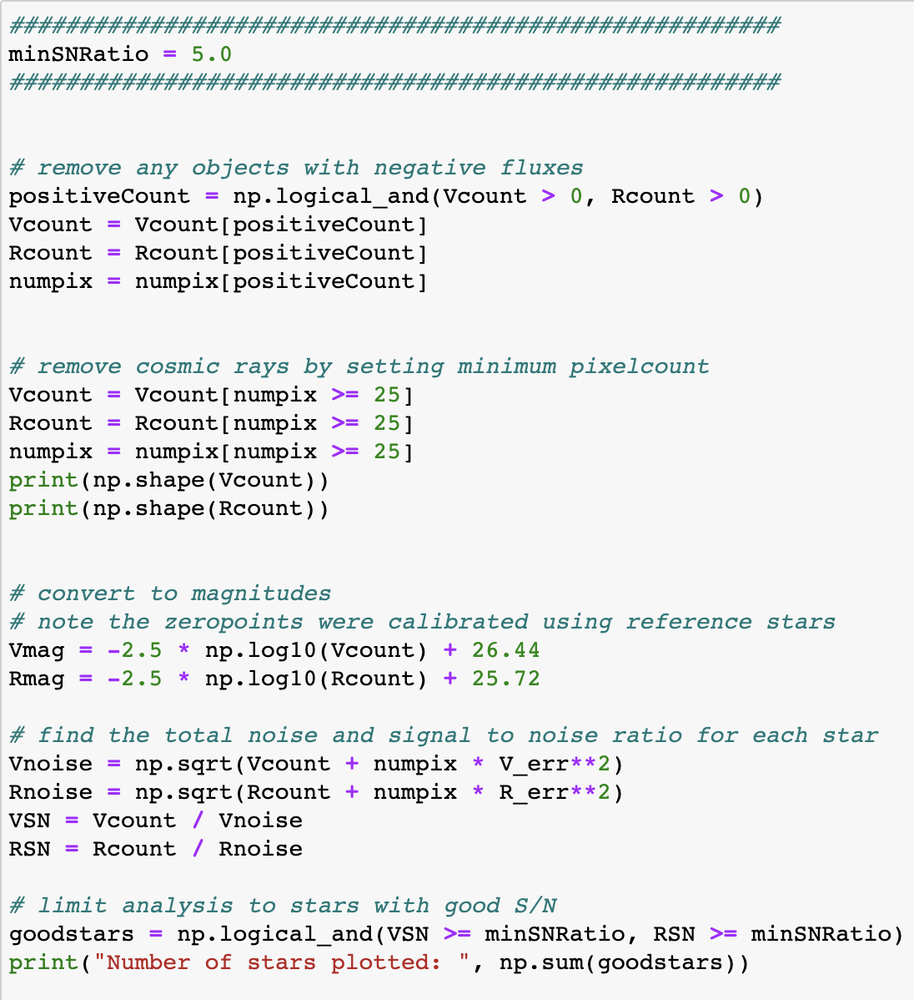 #######################################################
minSNRatio = 5.0
#######################################################
# remove any objects with negative fluxes
positiveCount = np.logical_and(Vcount > 0, Rcount > 0)
Vcount = Vcount[positiveCount]
Rcount = Rcount[positiveCount]
numpix = numpix[positiveCount]
# remove cosmic rays by setting minimum pixelcount
Vcount = Vcount[numpix >= 25]
Rcount = Rcount[numpix >= 25]
numpix = numpix[numpix >= 25]
print(np.shape(Vcount))
print(np.shape(Rcount))
# convert to magnitudes
# note the zeropoints were calibrated using reference stars
Vmag = -2.5 * np.log10(Vcount) + 26.44
Rmag = -2.5 * np.log10(Rcount) + 25.72
# find the total noise and signal to noise ratio for each star
Vnoise = np.sqrt(Vcount + numpix * V_err**2)
Rnoise = np.sqrt(Rcount + numpix * R_err**2)
VSN = Vcount / Vnoise
RSN = Rcount / Rnoise
# limit analysis to stars with good S/N
goodstars = np.logical_and(VSN >= minSNRatio, RSN >= minSNRatio)
print("Number of stars plotted: ", np.sum(goodstars))